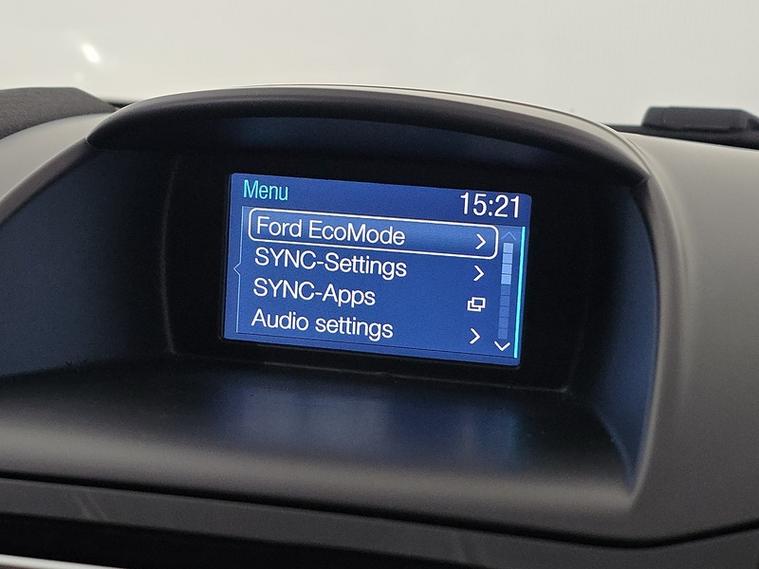 Menu
15:21
Ford EcoMode
SYNC-Settings
SYNC-Apps
Audio settings